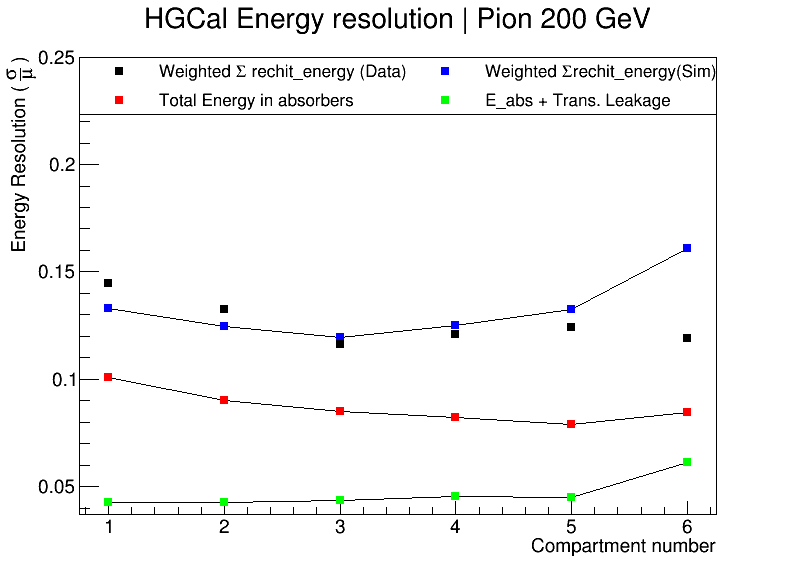 HGCal Energy resolution | Pion 200 GeV
Energy Resolution ( σ/μ )
Weighted Σ rechit_energy (Data)
Weighted Σrechit_energy(Sim)
Total Energy in absorbers
E_abs + Trans. Leakage
0.25
0.2
0.15
0.1
0.05
1 2 3 4 5 6
Compartment number